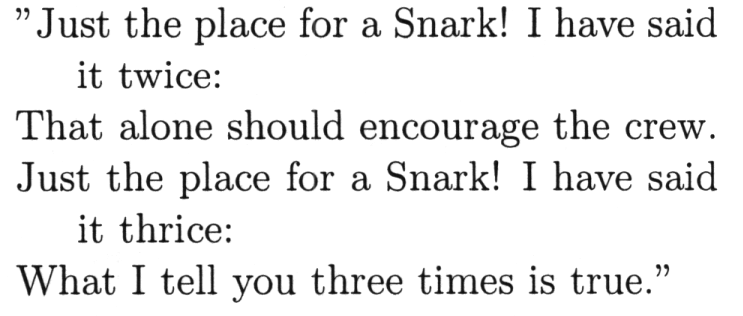 ”Just the place for a Snark! I have said
it twice:
That alone should encourage the crew.
Just the place for a Snark! I have said
it thrice:
What I tell you three times is true.”